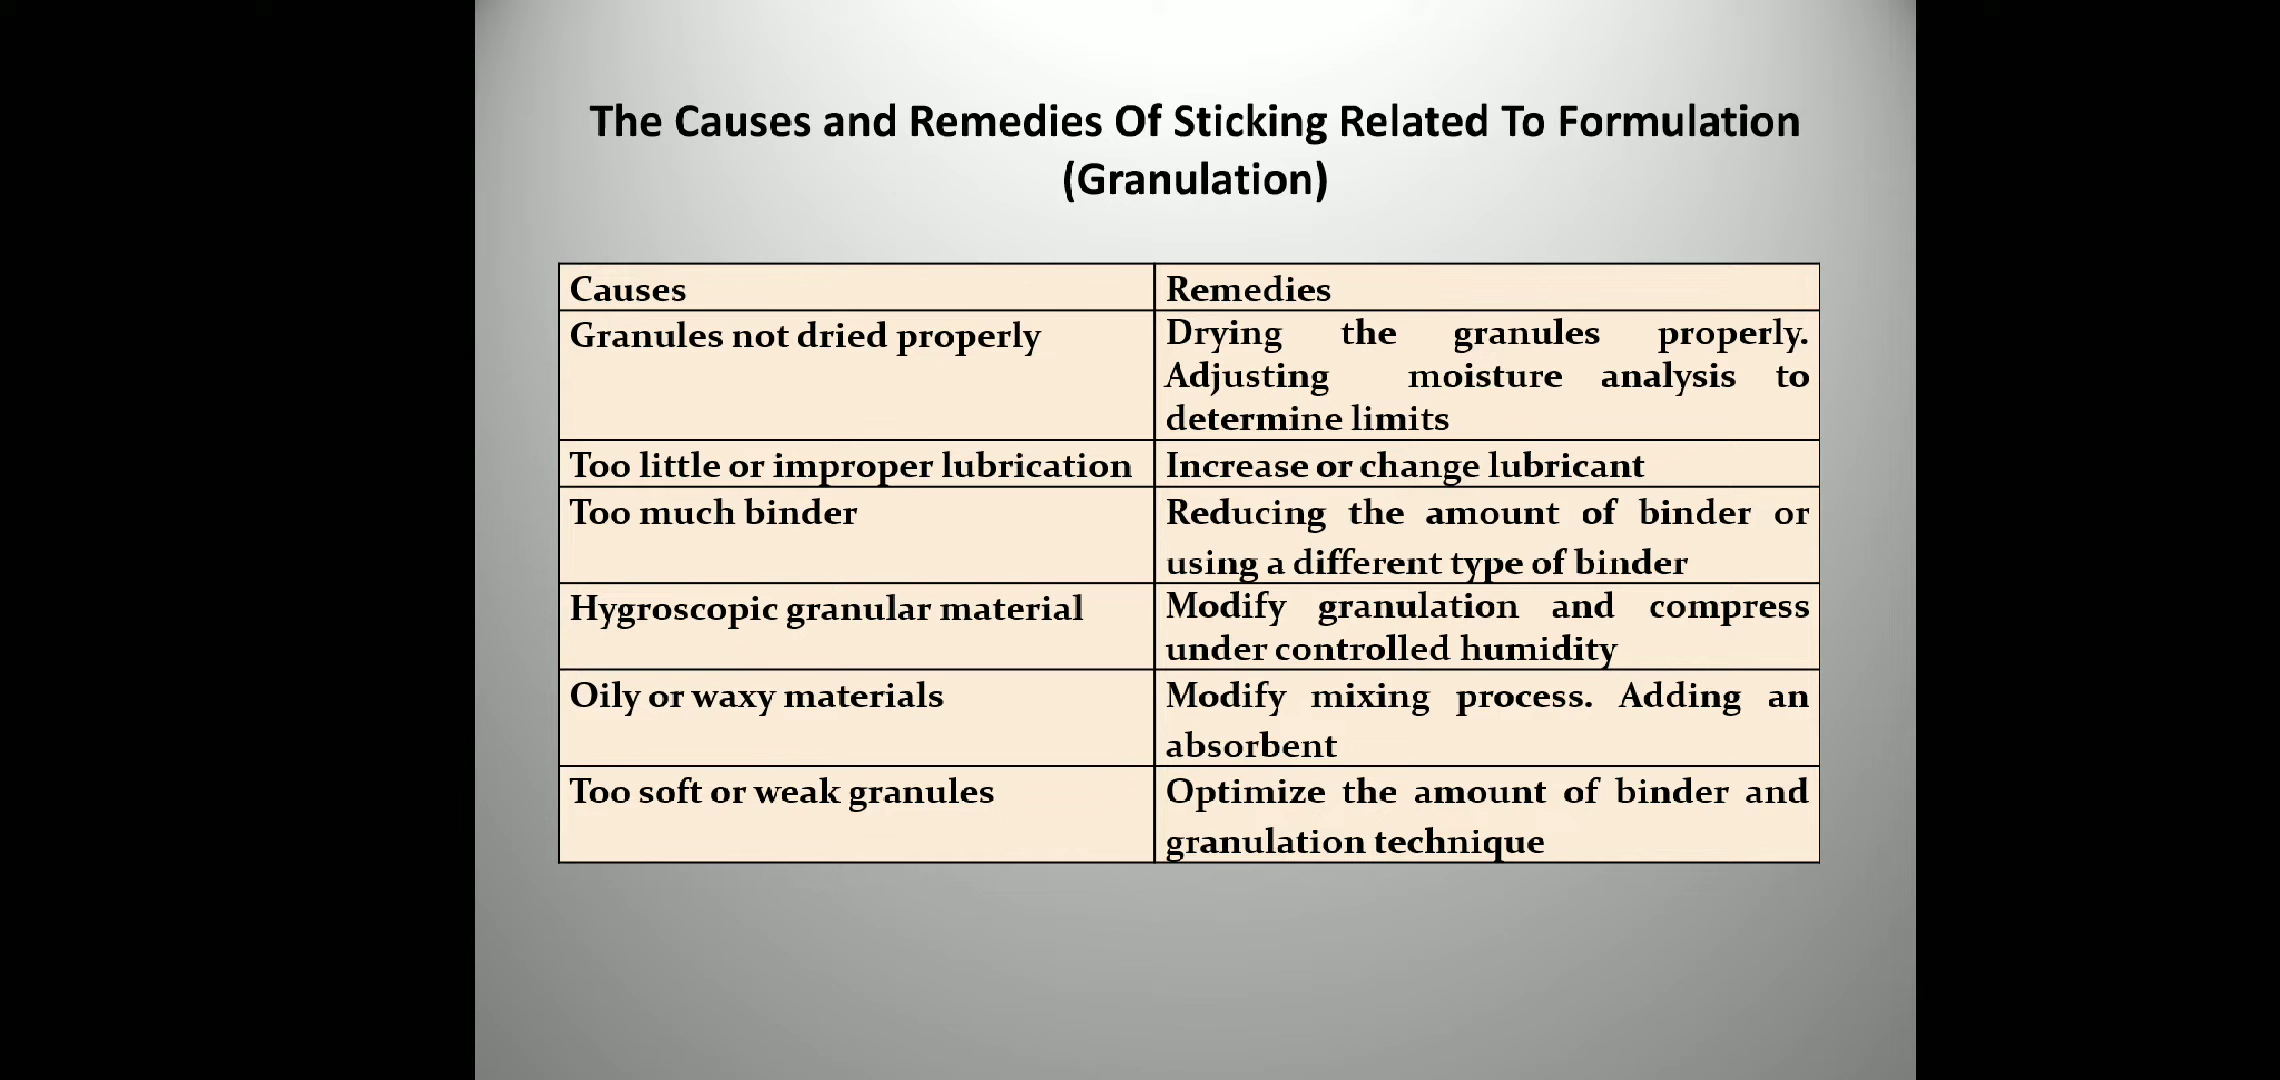 The Causes and Remedies Of Sticking Related To Formulation
(Granulation)
Causes
Remedies
Granules not dried properly
Drying the granules properly.
Adjusting moisture analysis to
determine limits
Too little or improper lubrication
Increase or change lubricant
Too much binder
Reducing the amount of binder or
using a different type of binder
Hygroscopic granular material
Modify granulation and compress
under controlled humidity
Oily or waxy materials
Modify mixing process. Adding an
absorbent
Too soft or weak granules
Optimize the amount of binder and
granulation technique